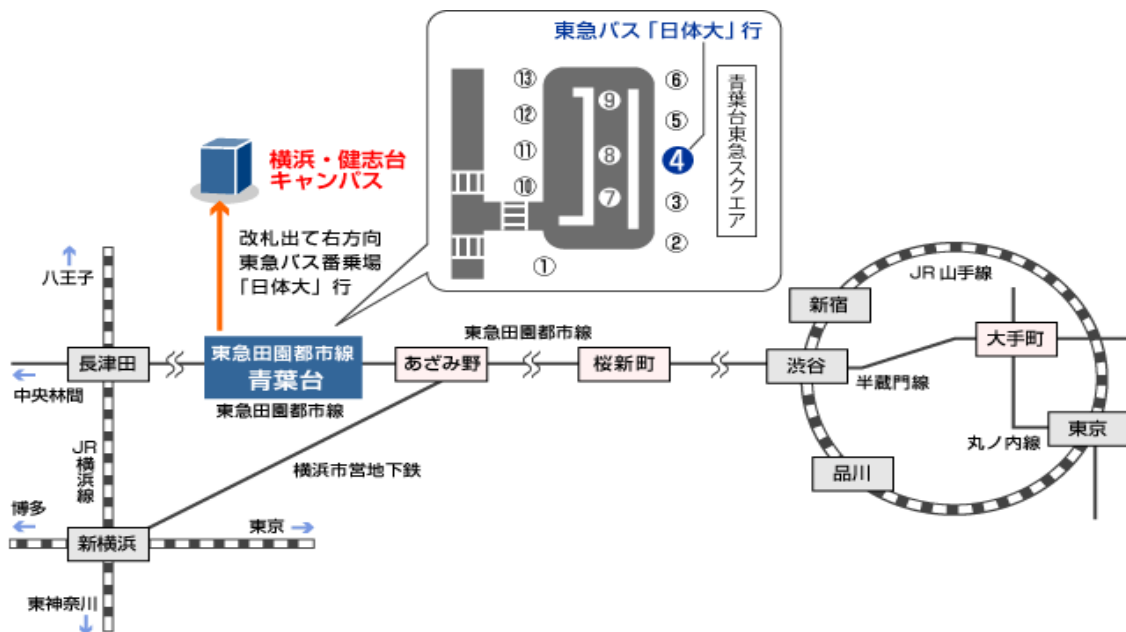 東急バス「日体大」行
⑬
⑫
⑪
⑩
⑨
⑧
⑦
⑥
⑤
④
③
②
①
青葉台東急スクエア
横浜・健志台
キャンパス
改札出て右方向
東急バス番乗場
「日体大」行
八王子
長津田
中央林間
JR横浜線
博多
新横浜
東京
東神奈川
東急田園都市線
青葉台
東急田園都市線
あざみ野
横浜市営地下鉄
東急田園都市線
桜新町
渋谷
新宿
JR山手線
大手町
半蔵門線
丸ノ内線
東京
品川